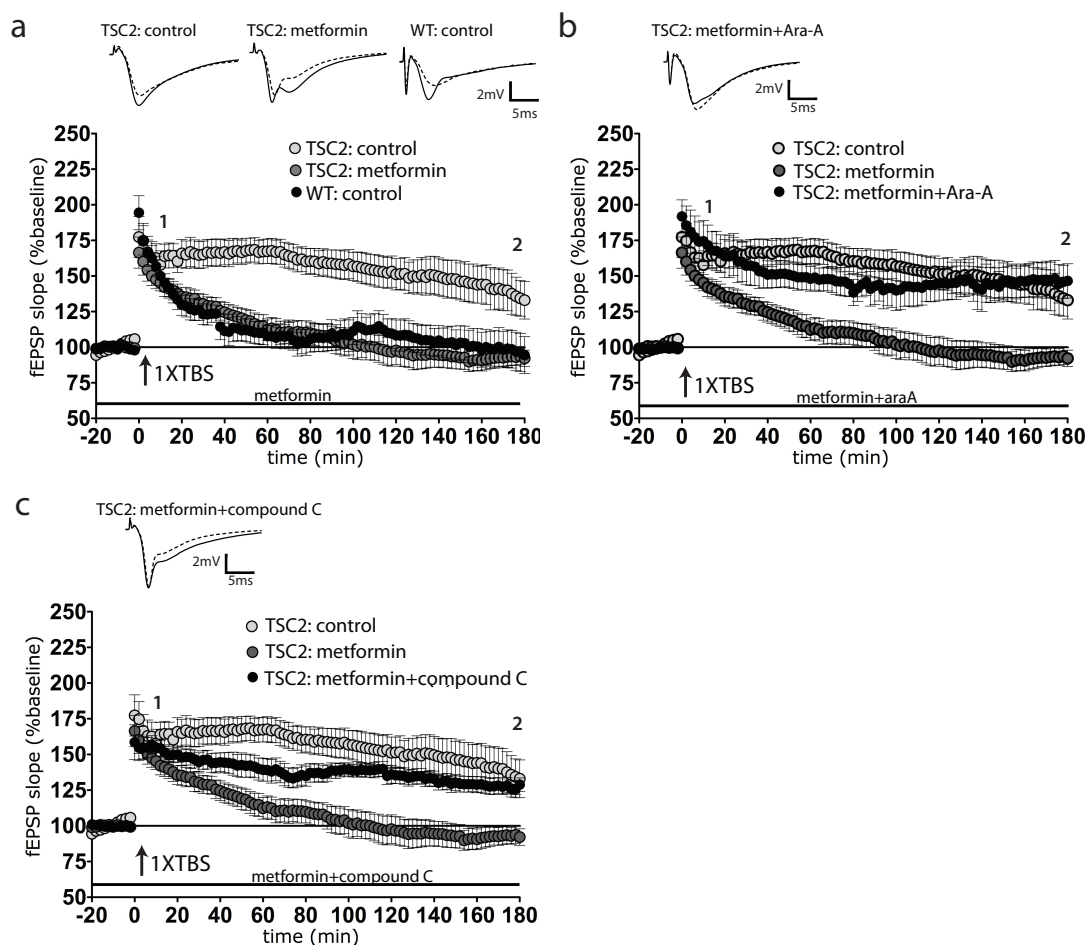 a
TSC2: control
TSC2: metformin
WT: control
2mV
5ms
TSC2: control
TSC2: metformin
WT: control
fEPSP slope (%baseline)
250
225
200
175
150
125
100
75
50
1
2
1XTBS
metformin
-20 0 20 40 60 80 100 120 140 160 180
time (min)
b
TSC2: metformin+Ara-A
2mV
5ms
TSC2: control
TSC2: metformin
TSC2: metformin+Ara-A
fEPSP slope (%baseline)
250
225
200
175
150
125
100
75
50
1
2
1XTBS
metformin+araA
-20 0 20 40 60 80 100 120 140 160 180
time (min)
c
TSC2: metformin+compound C
2mV
5ms
TSC2: control
TSC2: metformin
TSC2: metformin+compound C
fEPSP slope (%baseline)
250
225
200
175
150
125
100
75
50
1
2
1XTBS
metformin+compound C
-20 0 20 40 60 80 100 120 140 160 180
time (min)